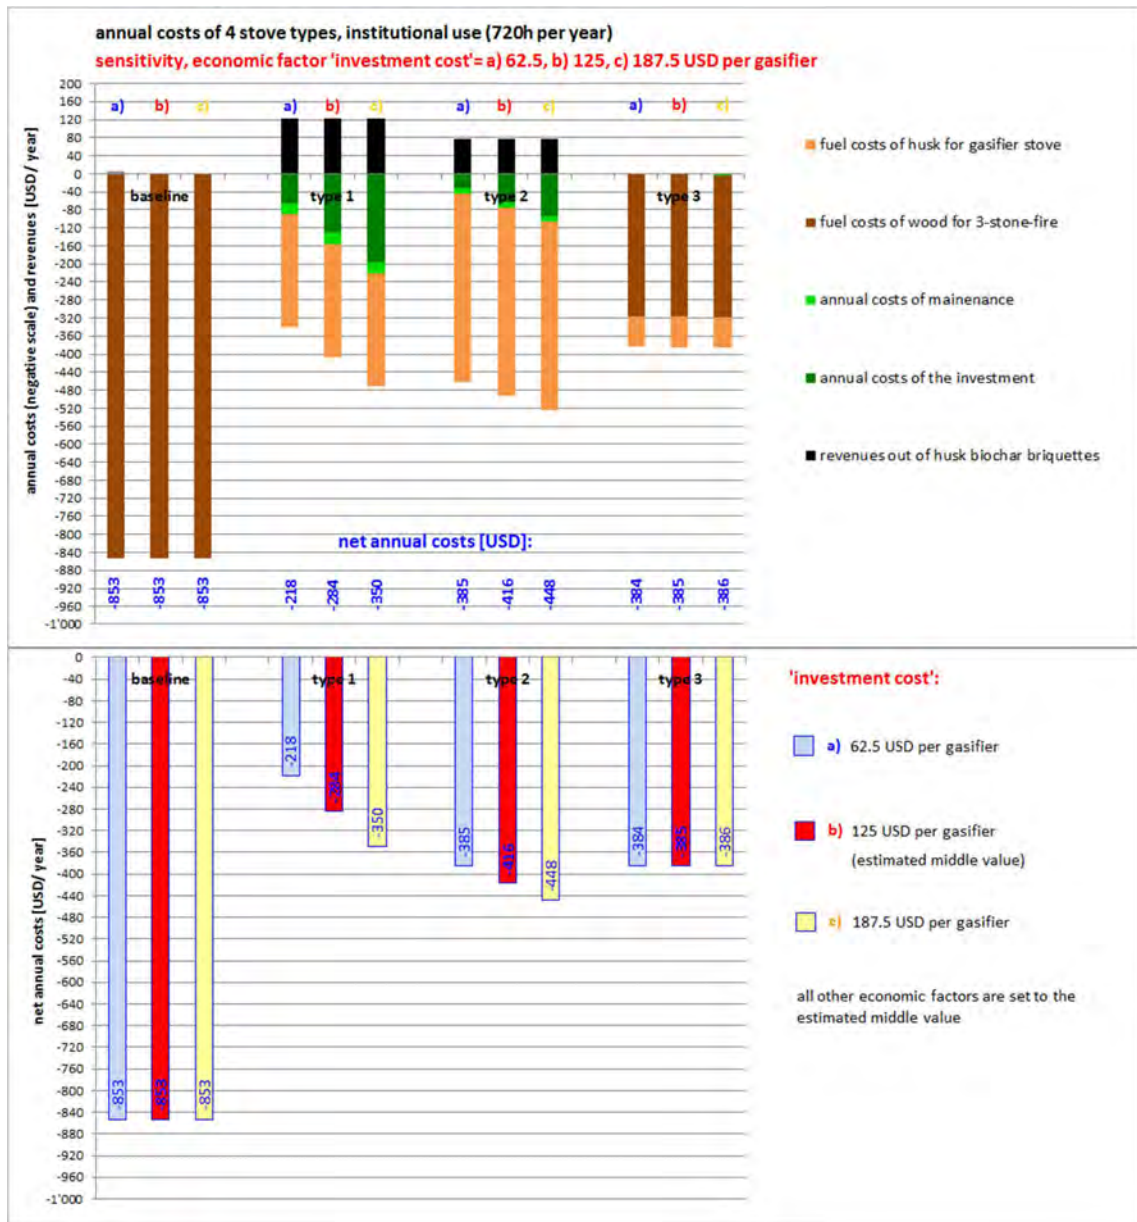 annual costs of 4 stove types, institutional use (720h per year)
sensitivity, economic factor 'investment cost'= a) 62.5, b) 125, c) 187.5 USD per gasifier
annual costs (negative scale) and revenues [USD/ year]
200
160
120
80
40
0
-40
-80
-120
-160
-200
-240
-280
-320
-360
-400
-440
-480
-520
-560
-600
-640
-680
-720
-760
-800
-840
-880
-920
-960
-1'000
a) b) c) a) b) c) a) b) c) a) b) c)
baseline type 1 type 2 type 3
net annual costs [USD]:
-853 -853 -853 -218 -284 -350 -385 -416 -448 -384 -385 -386
fuel costs of husk for gasifier stove
fuel costs of wood for 3-stone-fire
annual costs of mainenance
annual costs of the investment
revenues out of husk biochar briquettes
net annual costs [USD/ year]
0
-40
-80
-120
-160
-200
-240
-280
-320
-360
-400
-440
-480
-520
-560
-600
-640
-680
-720
-760
-800
-840
-880
-920
-960
-1'000
baseline type 1 type 2 type 3
-853 -853 -853 -218 -284 -350 -385 -416 -448 -384 -385 -386
'investment cost':
a) 62.5 USD per gasifier
b) 125 USD per gasifier
(estimated middle value)
c) 187.5 USD per gasifier
all other economic factors are set to the
estimated middle value